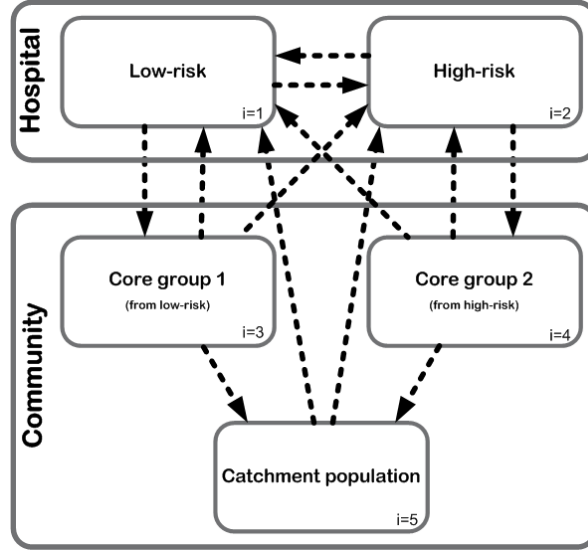 Hospital
Low-risk
i=1
High-risk
i=2
Community
Core group 1
(from low-risk)
i=3
Core group 2
(from high-risk)
i=4
Catchment population
i=5